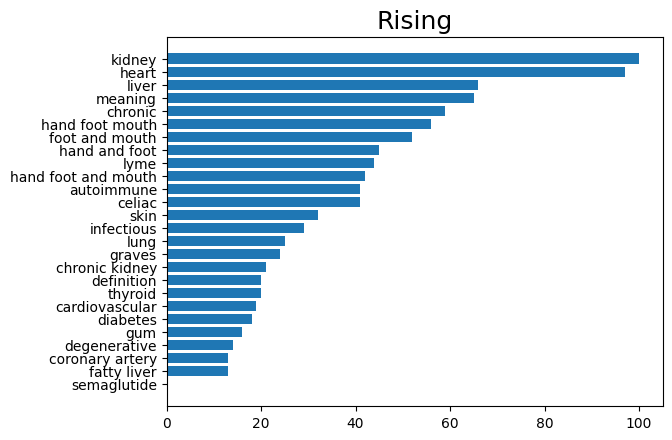 Rising
kidney
heart
liver
meaning
chronic
hand foot mouth
foot and mouth
hand and foot
lyme
hand foot and mouth
autoimmune
celiac
skin
infectious
lung
graves
chronic kidney
definition
thyroid
cardiovascular
diabetes
gum
degenerative
coronary artery
fatty liver
semaglutide
0 20 40 60 80 100